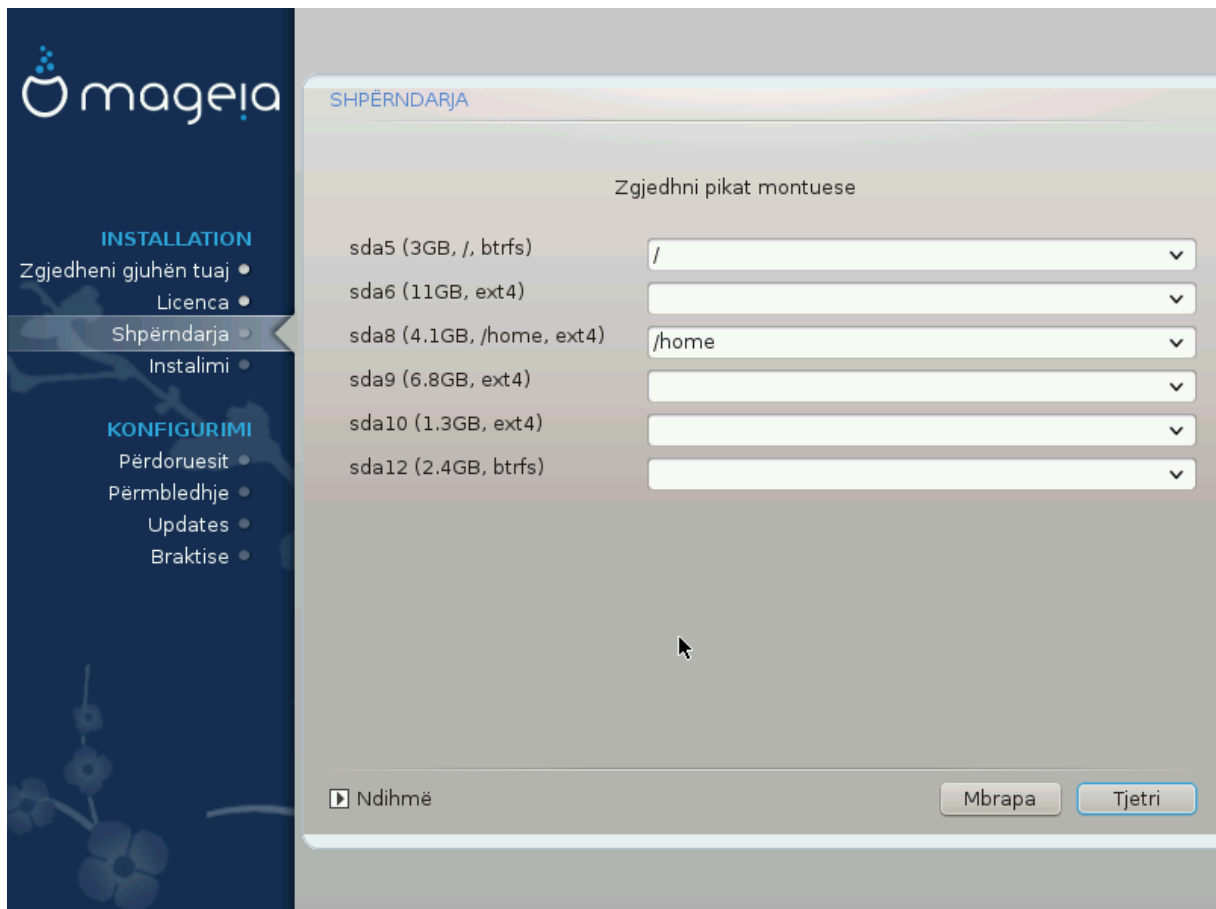 mageia
INSTALLATION
Zgjedheni gjuhën tuaj
Licenca
Shpërndarja
Instalimi
KONFIGURIMI
Përdoruesit
Përmbledhje
Updates
Braktise
SHPËRNDARJA
Zgjedhni pikat montuese
sda5 (3GB, /, btrfs) /
sda6 (11GB, ext4)
sda8 (4.1GB, /home, ext4) /home
sda9 (6.8GB, ext4)
sda10 (1.3GB, ext4)
sda12 (2.4GB, btrfs)
Ndihmë Mbrapa Tjetri